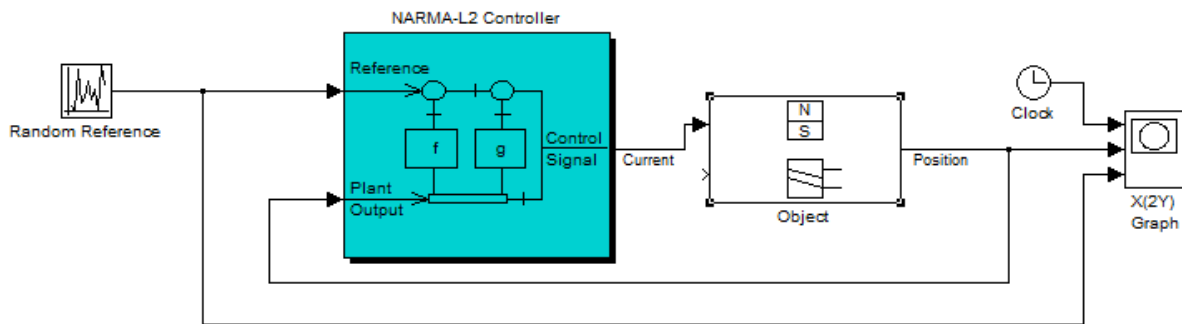 NARMA-L2 Controller
Reference
f
g
Control
Signal
Plant
Output
Random Reference
Current
N
S
Object
Position
Clock
X(2Y)
Graph